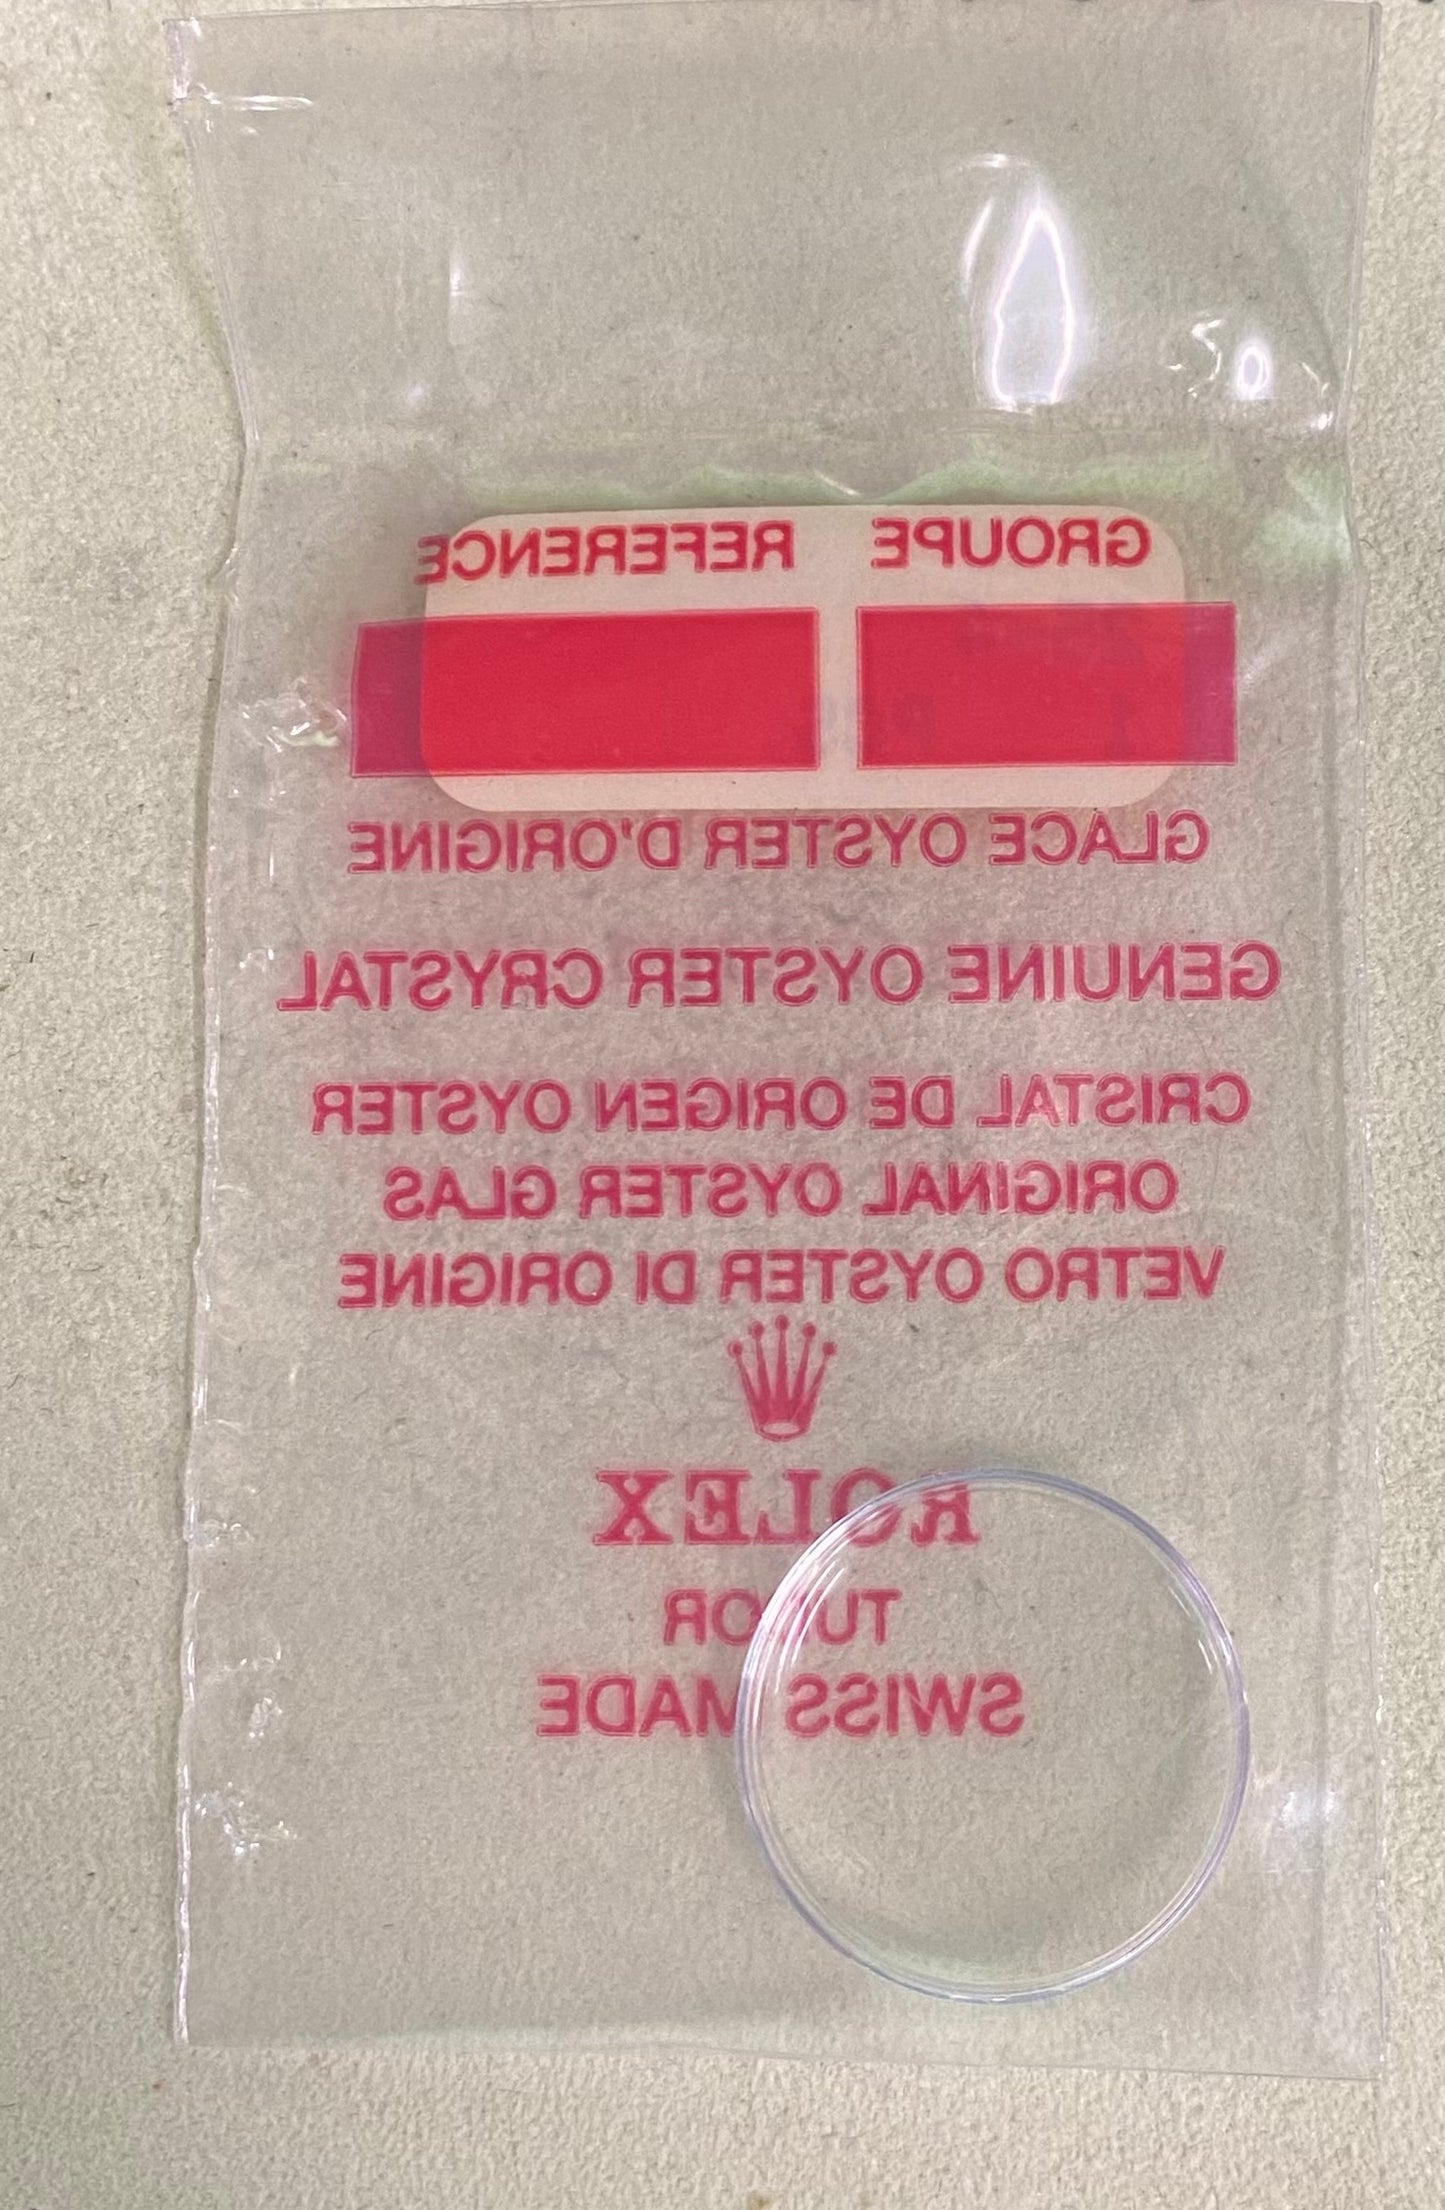 GROUPE REFERENCE
GLACE OYSTER D'ORIGINE
GENUINE OYSTER CRYSTAL
CRISTAL DE ORIGEN OYSTER
ORIGINAL OYSTER GLAS
VETRO OYSTER DI ORIGINE
ROLEX
TUDOR
SWISS MADE